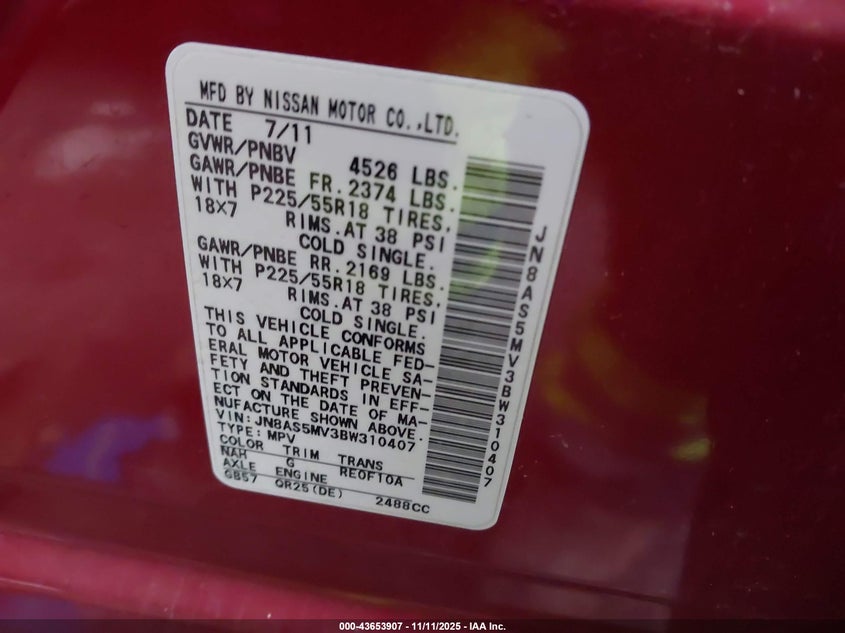 MFD BY NISSAN MOTOR CO.,LTD.
DATE 7/11
GVWR/PNBV 4526 LBS.
GAWR/PNBE FR. 2374 LBS.
WITH P225/55R18 TIRES,
18X7 RIMS.AT 38 PSI
COLD SINGLE.
GAWR/PNBE RR. 2169 LBS.
WITH P225/55R18 TIRES,
18X7 RIMS.AT 38 PSI
COLD SINGLE.
THIS VEHICLE CONFORMS
TO ALL APPLICABLE FED-
ERAL MOTOR VEHICLE SA-
FETY AND THEFT PREVEN-
TION STANDARDS IN EFF-
ECT ON THE DATE OF MA-
NUFACTURE SHOWN ABOVE.
VIN:JN8AS5MV3BW310407
TYPE: MPV
COLOR TRIM TRANS
NAH G RE0F10A
AXLE ENGINE
GB57 QR25(DE) 2488CC
JN8AS5MV3BW310407
000-43653907 - 11/11/2025 - IAA Inc.